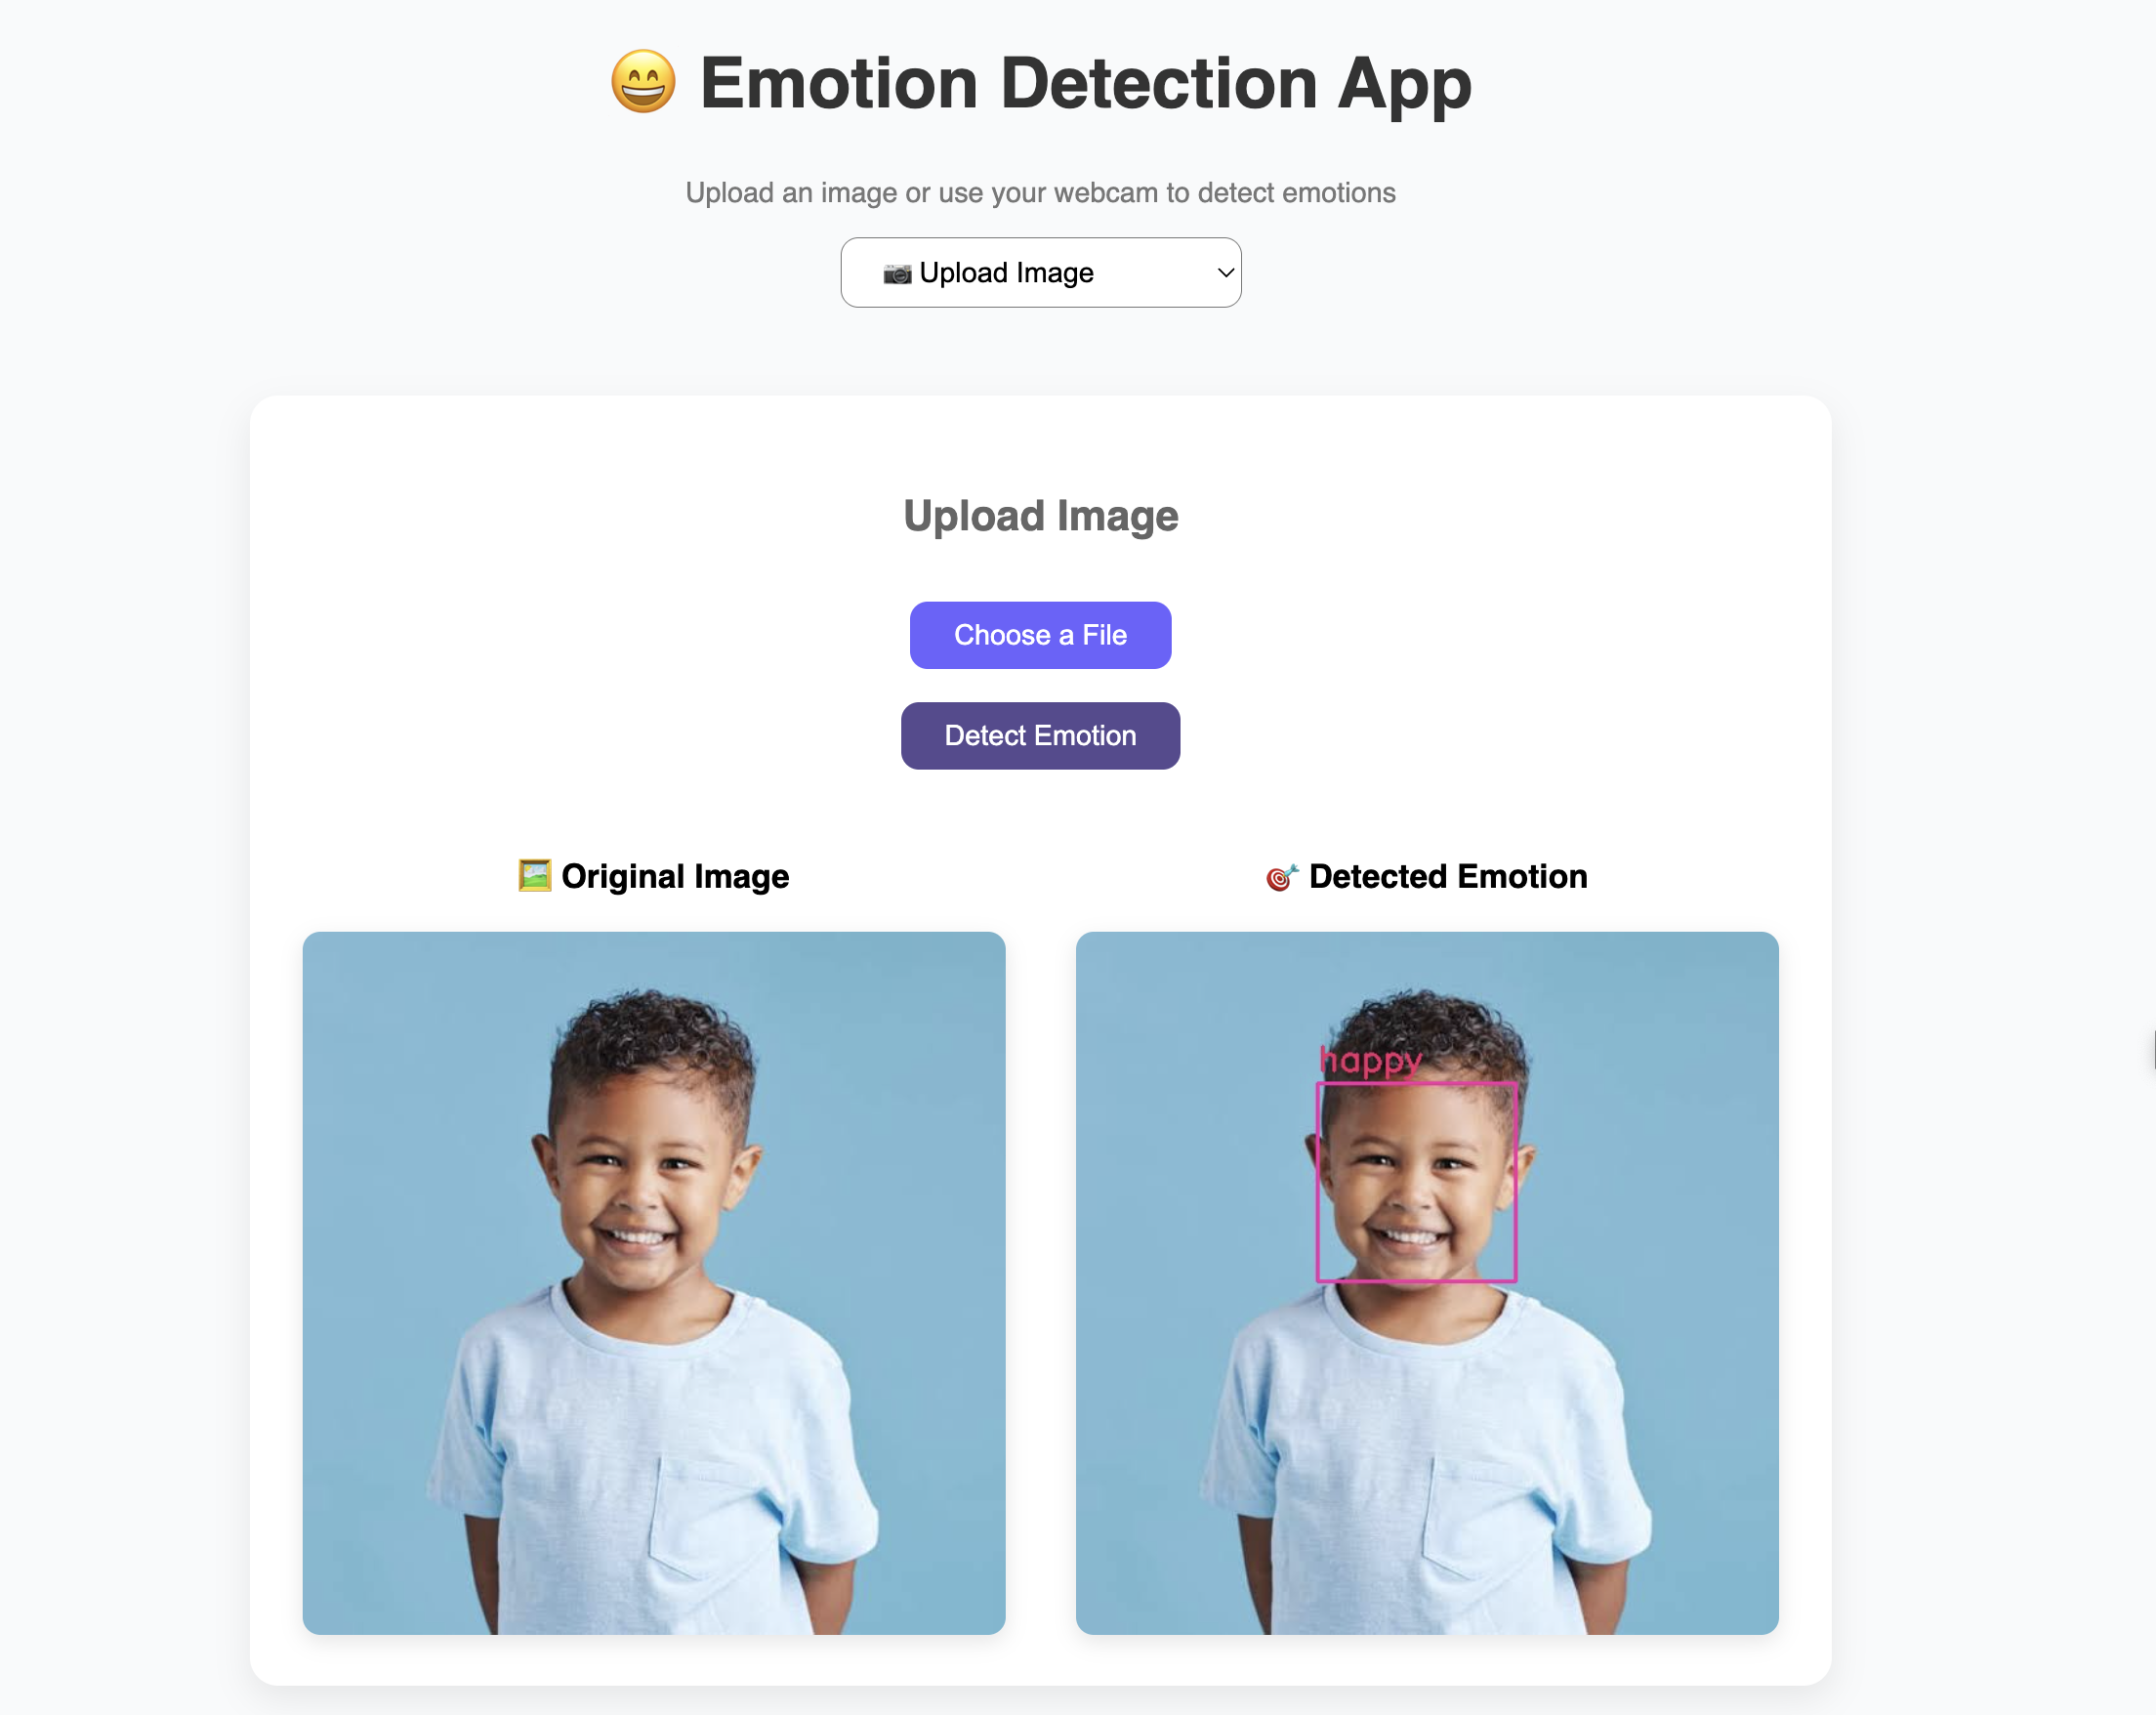 😄 Emotion Detection App
Upload an image or use your webcam to detect emotions
📷 Upload Image
Upload Image
Choose a File
Detect Emotion
🖼️ Original Image
🎯 Detected Emotion
happy